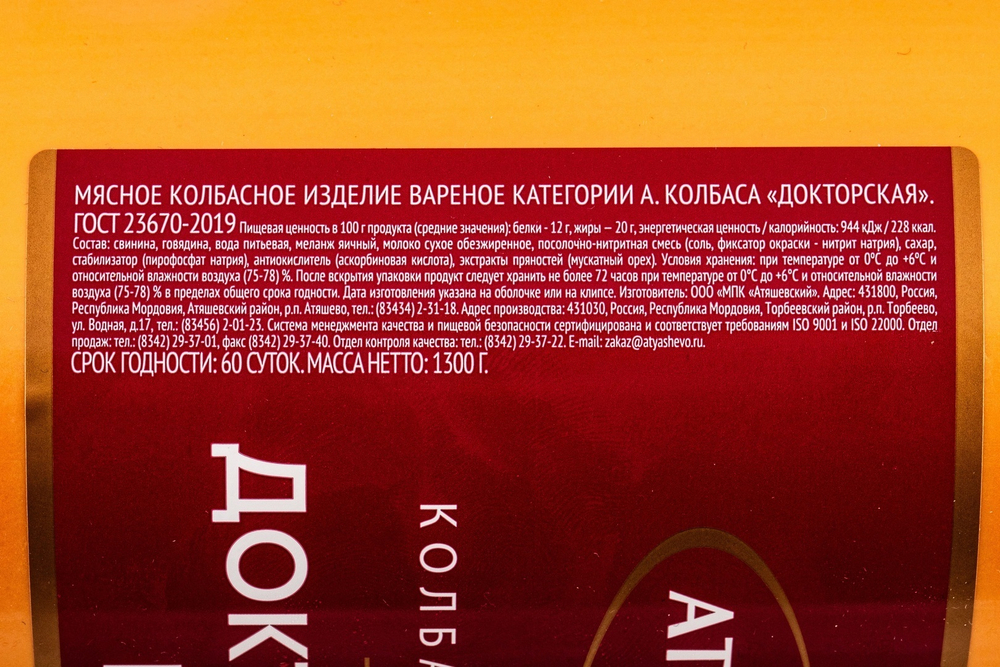 МЯСНОЕ КОЛБАСНОЕ ИЗДЕЛИЕ ВАРЕНОЕ КАТЕГОРИИ А. КОЛБАСА «ДОКТОРСКАЯ».
ГОСТ 23670-2019 Пищевая ценность в 100 г продукта (средние значения): белки - 12 г, жиры — 20 г, энергетическая ценность / калорийность: 944 кДж / 228 ккал.
Состав: свинина, говядина, вода питьевая, меланж яичный, молоко сухое обезжиренное, посолочно-нитритная смесь (соль, фиксатор окраски - нитрит натрия), сахар,
стабилизатор (пирофосфат натрия), антиокислитель (аскорбиновая кислота), экстракты пряностей (мускатный орех). Условия хранения: при температуре от 0°С до +6°С и
относительной влажности воздуха (75-78) %. После вскрытия упаковки продукт следует хранить не более 72 часов при температуре от 0°С до +6°С и относительной влажности
воздуха (75-78) % в пределах общего срока годности. Дата изготовления указана на оболочке или на клипсе. Изготовитель: ООО «МПК «Атяшевский». Адрес: 431800, Россия,
Республика Мордовия, Атяшевский район, р.п. Атяшево, тел.: (83434) 2-31-18. Адрес производства: 431030, Россия, Республика Мордовия, Торбеевский район, р.п. Торбеево,
ул. Водная, д.17, тел.: (83456) 2-01-23. Система менеджмента качества и пищевой безопасности сертифицирована и соответствует требованиям ISO 9001 и ISO 22000. Отдел
продаж: тел.: (8342) 29-37-01, факс (8342) 29-37-40. Отдел контроля качества: тел.: (8342) 29-37-22. E-mail: zakaz@atyashevo.ru.
СРОК ГОДНОСТИ: 60 СУТОК. МАССА НЕТТО: 1300 Г.
АТ
КОЛБА
ДОКТ